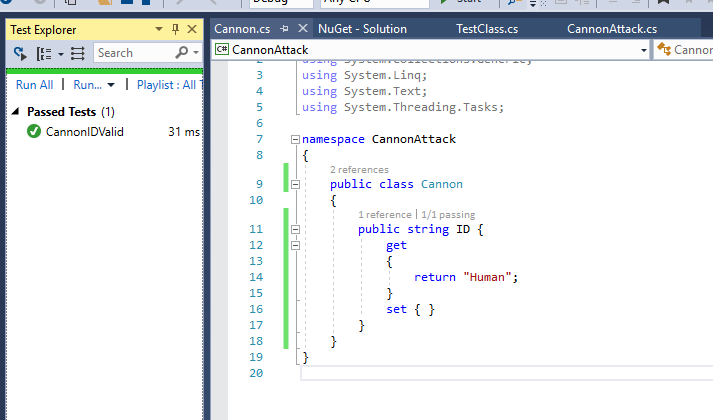 Debug
Any CPU
Start
Test Explorer
Search
Run All | Run... | Playlist : All T
Passed Tests (1)
CannonIDValid 31 ms
Cannon.cs NuGet - Solution TestClass.cs CannonAttack.cs
C# CannonAttack Cannon
2 using System.Collections.Generic;
3 using System.Linq;
4 using System.Text;
5 using System.Threading.Tasks;
6
7 namespace CannonAttack
8 {
2 references
9 public class Cannon
10 {
1 reference | 1/1 passing
11 public string ID {
12 get
13 {
14 return "Human";
15 }
16 set { }
17 }
18 }
19 }
20